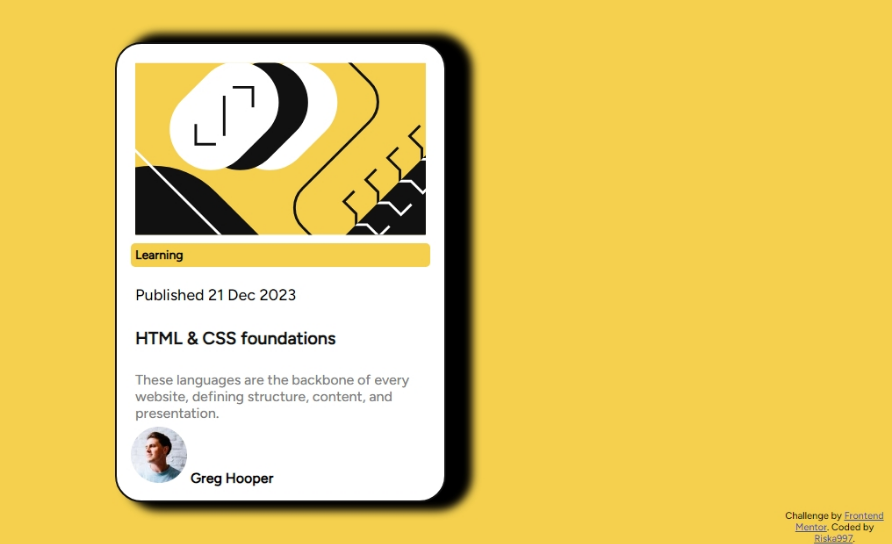 Learning
Published 21 Dec 2023
HTML & CSS foundations
These languages are the backbone of every
website, defining structure, content, and
presentation.
Greg Hooper
Challenge by Frontend
Mentor. Coded by
Riska997.